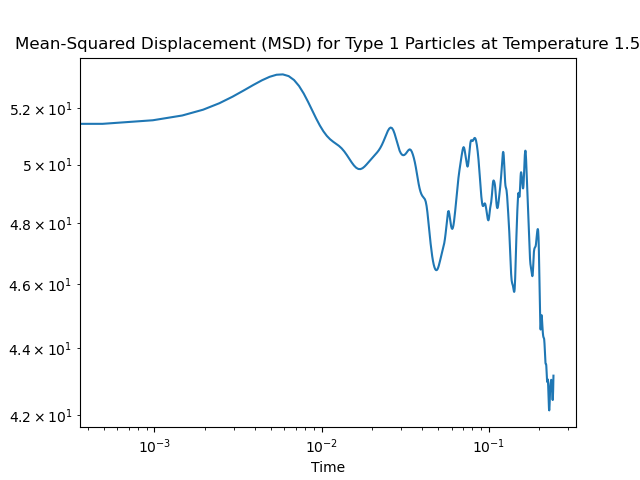 Mean-Squared Displacement (MSD) for Type 1 Particles at Temperature 1.5
5.2 × 10¹
5 × 10¹
4.8 × 10¹
4.6 × 10¹
4.4 × 10¹
4.2 × 10¹
10⁻³ 10⁻² 10⁻¹
Time